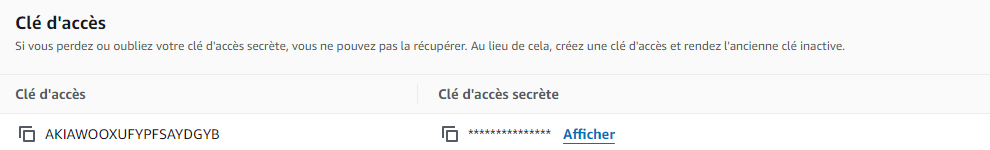 Clé d'accès
Si vous perdez ou oubliez votre clé d'accès secrète, vous ne pouvez pas la récupérer. Au lieu de cela, créez une clé d'accès et rendez l'ancienne clé inactive.
Clé d'accès
Clé d'accès secrète
AKIAWOOXUFYPFSAYDGYB
*************** Afficher